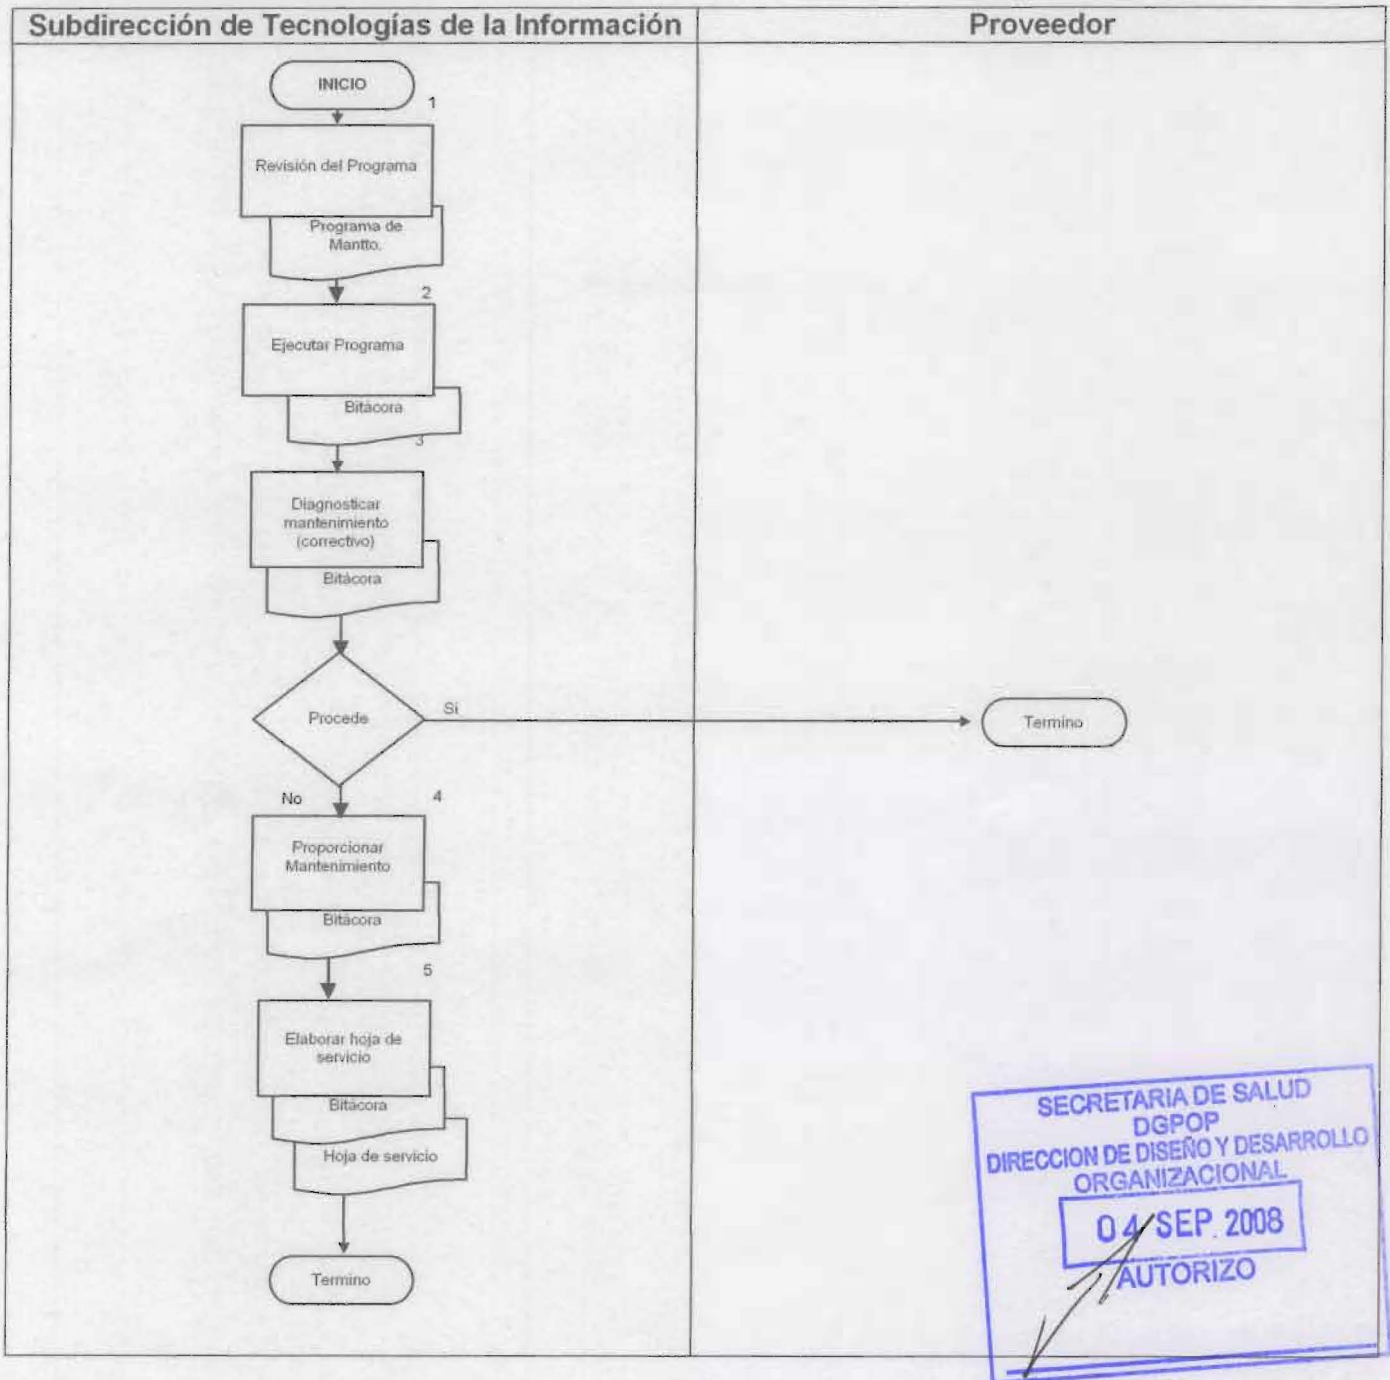 Subdirección de Tecnologías de la Información
Proveedor
INICIO
1
Revisión del Programa
Programa de
Mantto.
2
Ejecutar Programa
Bitácora
3
Diagnosticar
mantenimiento
(correctivo)
Bitácora
Procede
Si
Termino
No
4
Proporcionar
Mantenimiento
Bitácora
5
Elaborar hoja de
servicio
Bitácora
Hoja de servicio
Termino
SECRETARIA DE SALUD
DGPOP
DIRECCION DE DISEÑO Y DESARROLLO
ORGANIZACIONAL
04 SEP. 2008
AUTORIZO